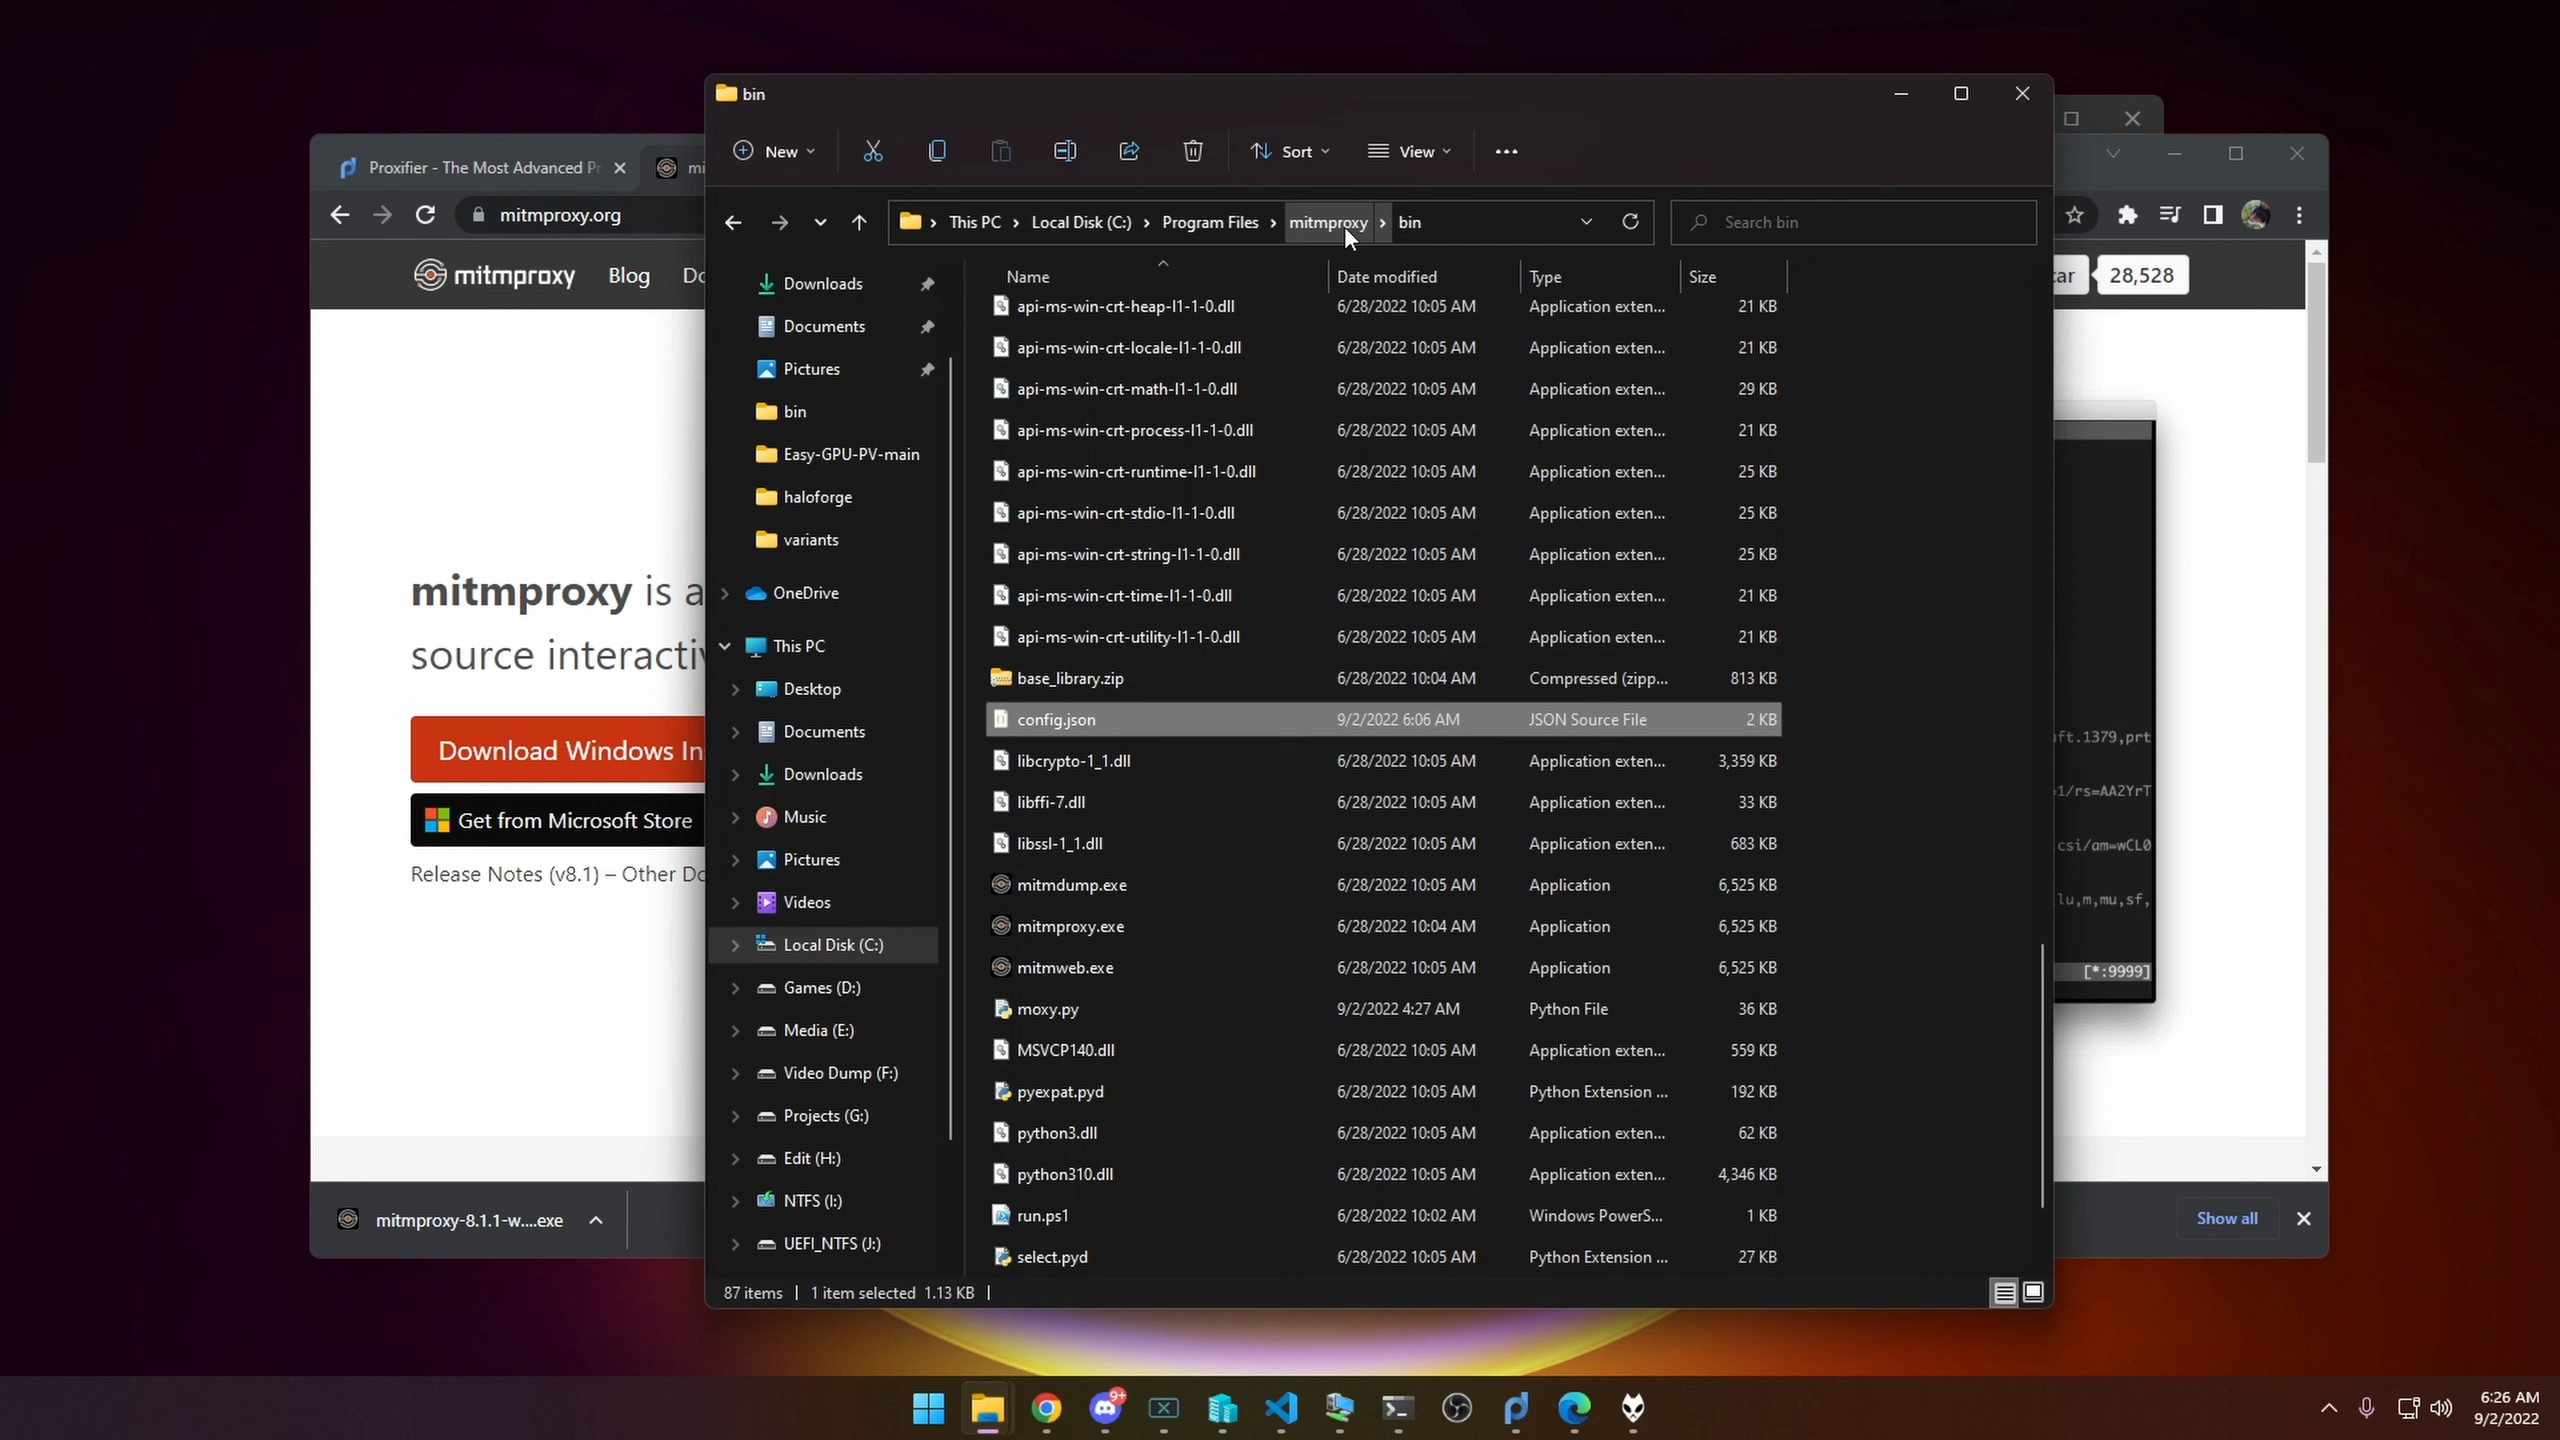 bin
New
Sort
View
This PC
Local Disk (C:)
Program Files
mitmproxy
bin
Search bin
Proxifier - The Most Advanced Pr
mitmproxy.org
mitmproxy
Blog
28,528
mitmproxy is a
source interactiv
Download Windows In
Get from Microsoft Store
Release Notes (v8.1) – Other Do
Downloads
Documents
Pictures
bin
Easy-GPU-PV-main
haloforge
variants
OneDrive
This PC
Desktop
Documents
Downloads
Music
Pictures
Videos
Local Disk (C:)
Games (D:)
Media (E:)
Video Dump (F:)
Projects (G:)
Edit (H:)
NTFS (I:)
UEFI_NTFS (J:)
Name Date modified Type Size
api-ms-win-crt-heap-l1-1-0.dll 6/28/2022 10:05 AM Application exten... 21 KB
api-ms-win-crt-locale-l1-1-0.dll 6/28/2022 10:05 AM Application exten... 21 KB
api-ms-win-crt-math-l1-1-0.dll 6/28/2022 10:05 AM Application exten... 29 KB
api-ms-win-crt-process-l1-1-0.dll 6/28/2022 10:05 AM Application exten... 21 KB
api-ms-win-crt-runtime-l1-1-0.dll 6/28/2022 10:05 AM Application exten... 25 KB
api-ms-win-crt-stdio-l1-1-0.dll 6/28/2022 10:05 AM Application exten... 25 KB
api-ms-win-crt-string-l1-1-0.dll 6/28/2022 10:05 AM Application exten... 25 KB
api-ms-win-crt-time-l1-1-0.dll 6/28/2022 10:05 AM Application exten... 21 KB
api-ms-win-crt-utility-l1-1-0.dll 6/28/2022 10:05 AM Application exten... 21 KB
base_library.zip 6/28/2022 10:04 AM Compressed (zipp... 813 KB
config.json 9/2/2022 6:06 AM JSON Source File 2 KB
libcrypto-1_1.dll 6/28/2022 10:05 AM Application exten... 3,359 KB
libffi-7.dll 6/28/2022 10:05 AM Application exten... 33 KB
libssl-1_1.dll 6/28/2022 10:05 AM Application exten... 683 KB
mitmdump.exe 6/28/2022 10:05 AM Application 6,525 KB
mitmproxy.exe 6/28/2022 10:04 AM Application 6,525 KB
mitmweb.exe 6/28/2022 10:05 AM Application 6,525 KB
moxy.py 9/2/2022 4:27 AM Python File 36 KB
MSVCP140.dll 6/28/2022 10:05 AM Application exten... 559 KB
pyexpat.pyd 6/28/2022 10:05 AM Python Extension ... 192 KB
python3.dll 6/28/2022 10:05 AM Application exten... 62 KB
python310.dll 6/28/2022 10:05 AM Application exten... 4,346 KB
run.ps1 6/28/2022 10:02 AM Windows PowerS... 1 KB
select.pyd 6/28/2022 10:05 AM Python Extension ... 27 KB
87 items
1 item selected 1.13 KB
ft.1379,prt
=1/rs=AA2YrT
csi/am=wCL0
lu,m,mu,sf,
[*:9999]
mitmproxy-8.1.1-w....exe
Show all
9+
6:26 AM
9/2/2022